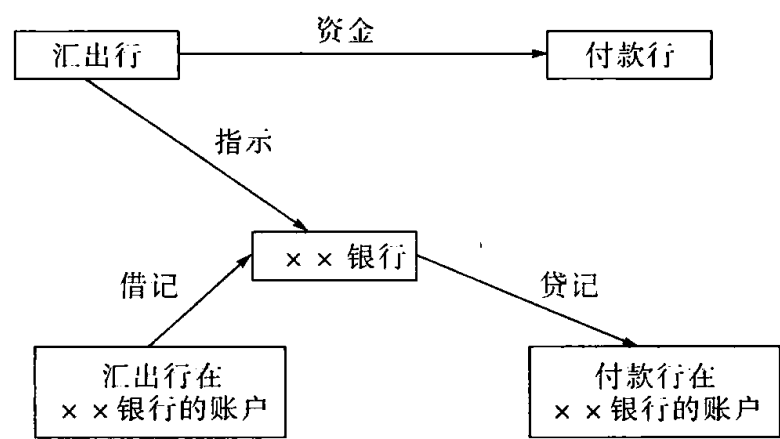 资金
汇出行
付款行
指示
××银行
借记
贷记
汇出行在
××银行的账户
付款行在
××银行的账户